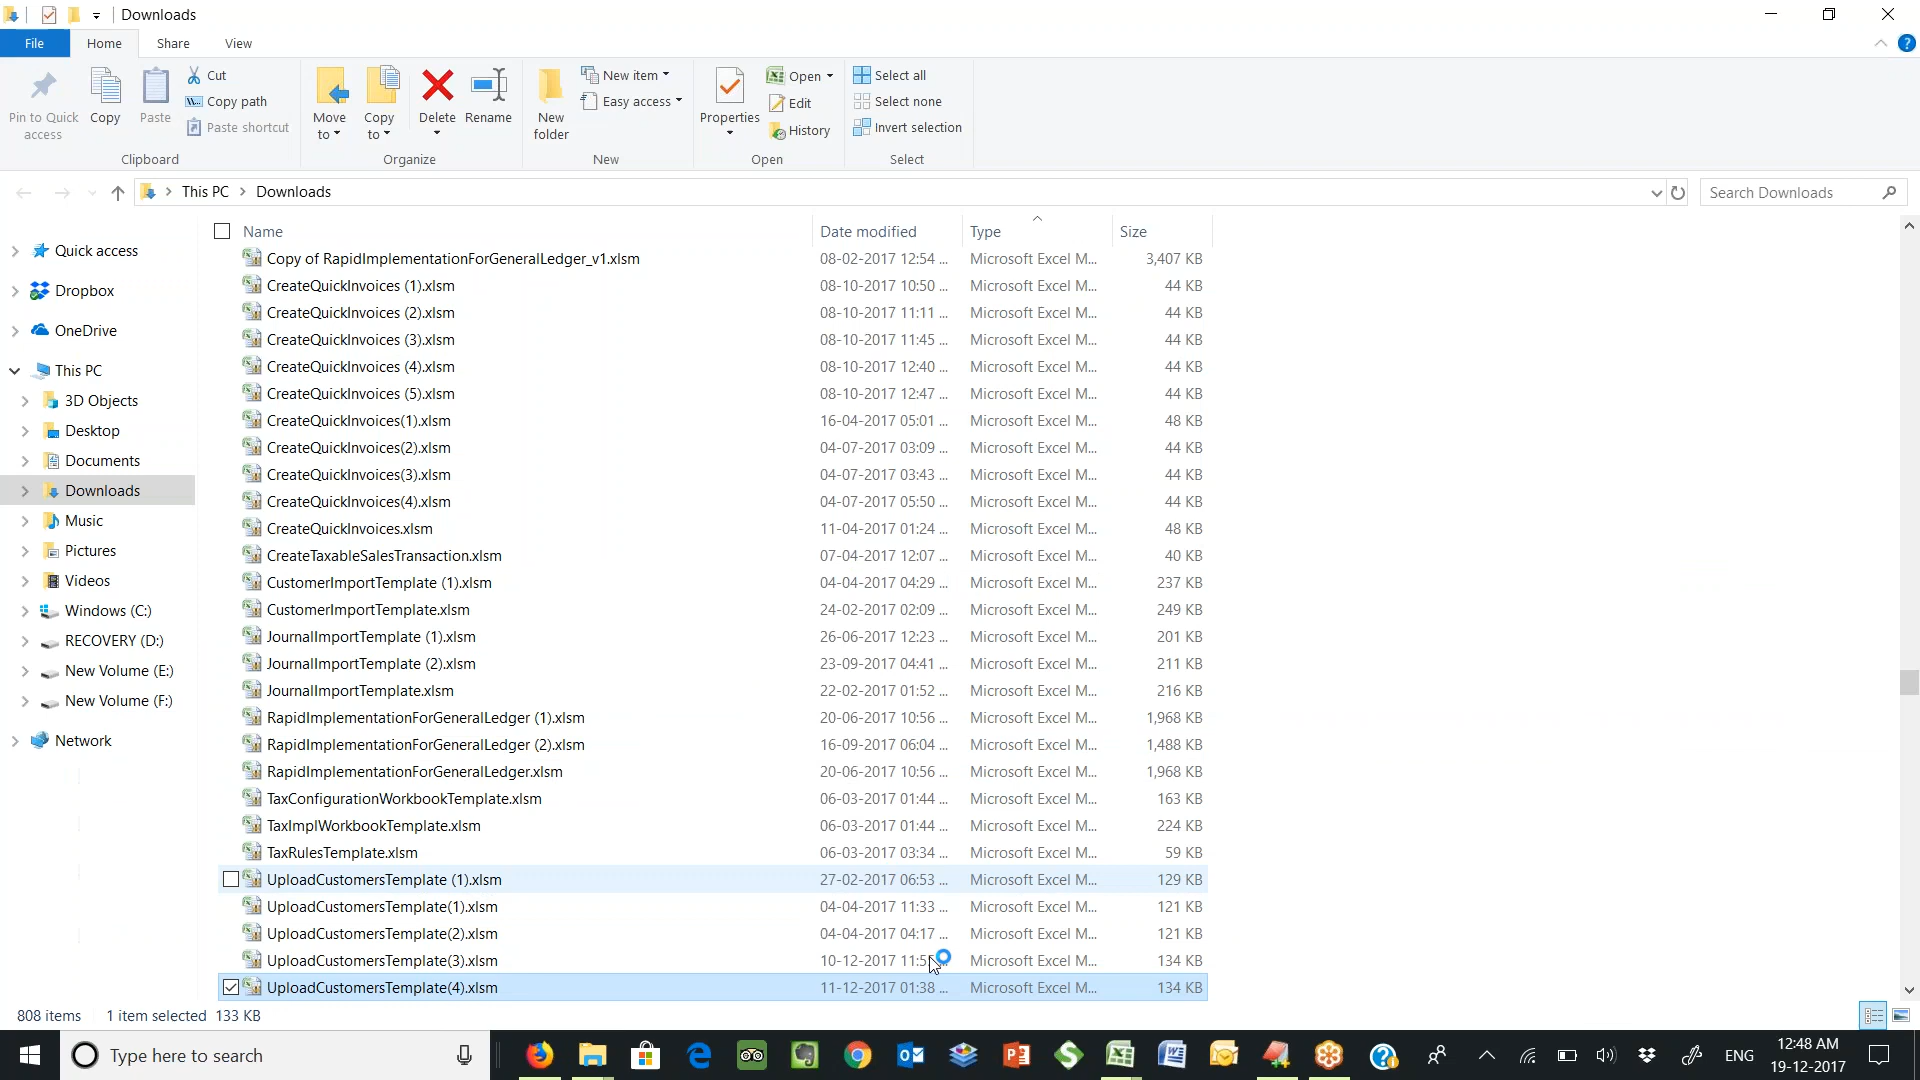 Downloads
File Home Share View
Pin to Quick access
Copy
Paste
Cut
Copy path
Paste shortcut
Clipboard
Move to
Copy to
Delete
Rename
Organize
New folder
New item
Easy access
New
Properties
Open
Edit
History
Open
Select all
Select none
Invert selection
Select
This PC > Downloads
Search Downloads
Quick access
Dropbox
OneDrive
This PC
3D Objects
Desktop
Documents
Downloads
Music
Pictures
Videos
Windows (C:)
RECOVERY (D:)
New Volume (E:)
New Volume (F:)
Network
Name Date modified Type Size
Copy of RapidImplementationForGeneralLedger_v1.xlsm 08-02-2017 12:54 ... Microsoft Excel M... 3,407 KB
CreateQuickInvoices (1).xlsm 08-10-2017 10:50 ... Microsoft Excel M... 44 KB
CreateQuickInvoices (2).xlsm 08-10-2017 11:11 ... Microsoft Excel M... 44 KB
CreateQuickInvoices (3).xlsm 08-10-2017 11:45 ... Microsoft Excel M... 44 KB
CreateQuickInvoices (4).xlsm 08-10-2017 12:40 ... Microsoft Excel M... 44 KB
CreateQuickInvoices (5).xlsm 08-10-2017 12:47 ... Microsoft Excel M... 44 KB
CreateQuickInvoices(1).xlsm 16-04-2017 05:01 ... Microsoft Excel M... 48 KB
CreateQuickInvoices(2).xlsm 04-07-2017 03:09 ... Microsoft Excel M... 44 KB
CreateQuickInvoices(3).xlsm 04-07-2017 03:43 ... Microsoft Excel M... 44 KB
CreateQuickInvoices(4).xlsm 04-07-2017 05:50 ... Microsoft Excel M... 44 KB
CreateQuickInvoices.xlsm 11-04-2017 01:24 ... Microsoft Excel M... 48 KB
CreateTaxableSalesTransaction.xlsm 07-04-2017 12:07 ... Microsoft Excel M... 40 KB
CustomerImportTemplate (1).xlsm 04-04-2017 04:29 ... Microsoft Excel M... 237 KB
CustomerImportTemplate.xlsm 24-02-2017 02:09 ... Microsoft Excel M... 249 KB
JournalImportTemplate (1).xlsm 26-06-2017 12:23 ... Microsoft Excel M... 201 KB
JournalImportTemplate (2).xlsm 23-09-2017 04:41 ... Microsoft Excel M... 211 KB
JournalImportTemplate.xlsm 22-02-2017 01:52 ... Microsoft Excel M... 216 KB
RapidImplementationForGeneralLedger (1).xlsm 20-06-2017 10:56 ... Microsoft Excel M... 1,968 KB
RapidImplementationForGeneralLedger (2).xlsm 16-09-2017 06:04 ... Microsoft Excel M... 1,488 KB
RapidImplementationForGeneralLedger.xlsm 20-06-2017 10:56 ... Microsoft Excel M... 1,968 KB
TaxConfigurationWorkbookTemplate.xlsm 06-03-2017 01:44 ... Microsoft Excel M... 163 KB
TaxImplWorkbookTemplate.xlsm 06-03-2017 01:44 ... Microsoft Excel M... 224 KB
TaxRulesTemplate.xlsm 06-03-2017 03:34 ... Microsoft Excel M... 59 KB
UploadCustomersTemplate (1).xlsm 27-02-2017 06:53 ... Microsoft Excel M... 129 KB
UploadCustomersTemplate(1).xlsm 04-04-2017 11:33 ... Microsoft Excel M... 121 KB
UploadCustomersTemplate(2).xlsm 04-04-2017 04:17 ... Microsoft Excel M... 121 KB
UploadCustomersTemplate(3).xlsm 10-12-2017 Microsoft Excel M... 134 KB
UploadCustomersTemplate(4).xlsm 11-12-2017 01:38 ... Microsoft Excel M... 134 KB
808 items 1 item selected 133 KB
Type here to search
ENG
12:48 AM
19-12-2017